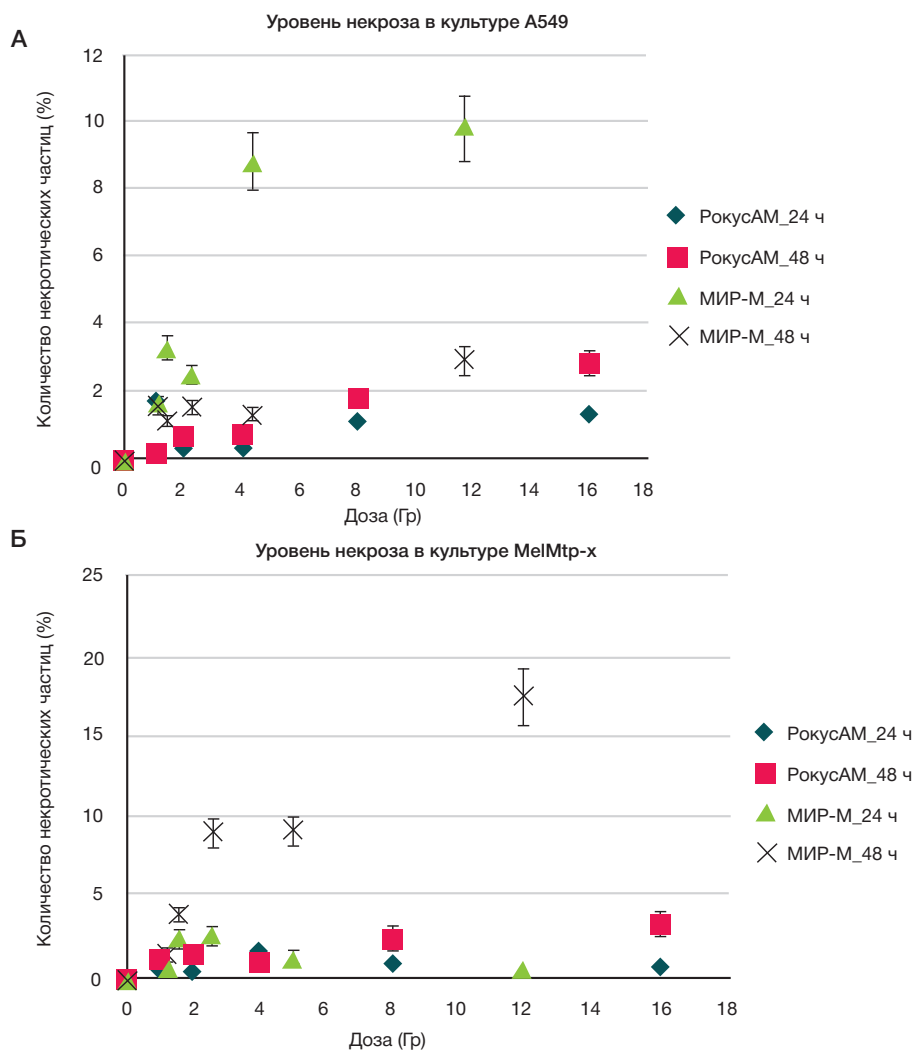 Уровень некроза в культуре A549
А
Количество некротических частиц (%)
12
10
8
6
4
2
0
0 2 4 6 8 10 12 14 16 18
Доза (Гр)
РокусАМ_24 ч
РокусАМ_48 ч
МИР-М_24 ч
МИР-М_48 ч
Б
Уровень некроза в культуре MelMtp-x
Количество некротических частиц (%)
25
20
15
10
5
0
0 2 4 6 8 10 12 14 16 18
Доза (Гр)
РокусАМ_24 ч
РокусАМ_48 ч
МИР-М_24 ч
МИР-М_48 ч